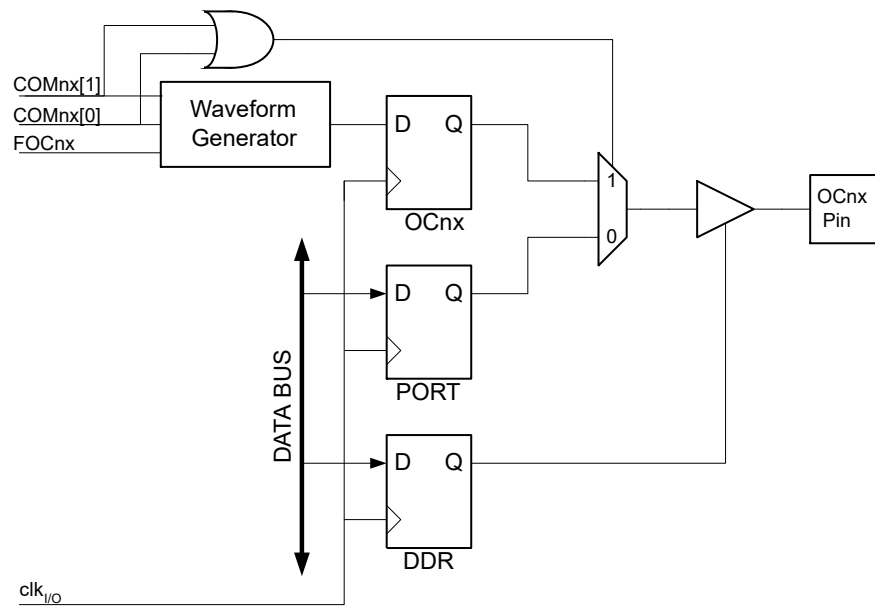 COMnx[1]
COMnx[0]
FOCnx
Waveform
Generator
D Q
OCnx
1
0
OCnx
Pin
D Q
PORT
DATA BUS
D Q
DDR
clkI/O